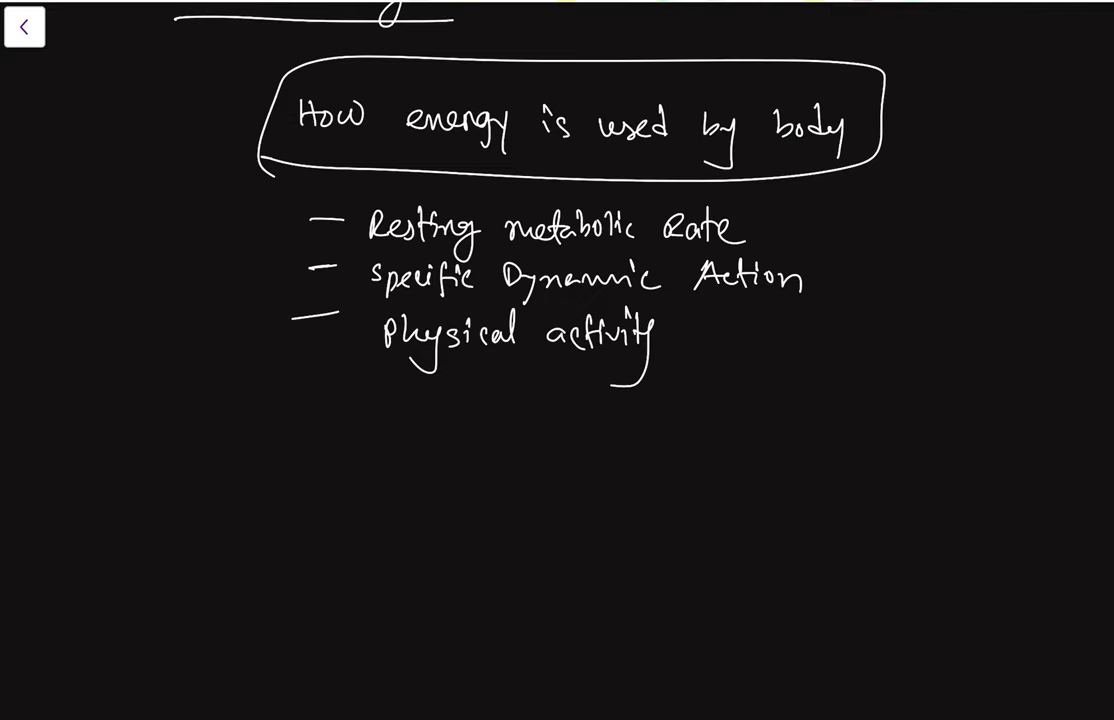 How energy is used by body
— Resting metabolic Rate
— Specific Dynamic Action
— Physical activity